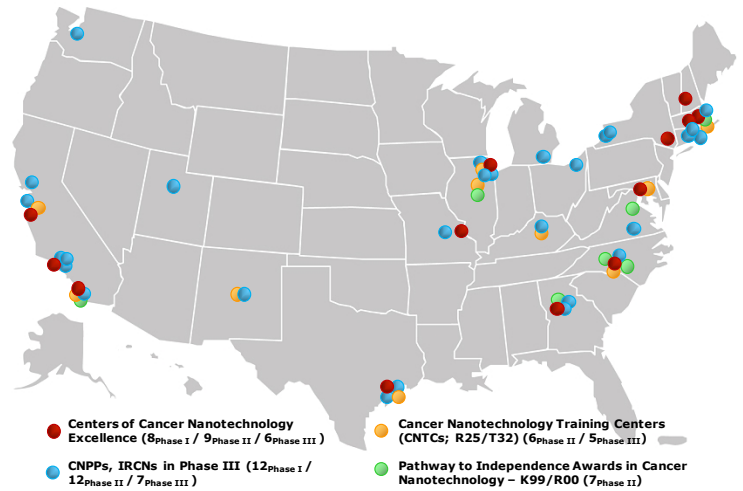 Centers of Cancer Nanotechnology
Excellence (8Phase I / 9Phase II / 6Phase III )
CNPPs, IRCNs in Phase III (12Phase I /
12Phase II / 7Phase III )
Cancer Nanotechnology Training Centers
(CNTCs; R25/T32) (6Phase II / 5Phase III)
Pathway to Independence Awards in Cancer
Nanotechnology – K99/R00 (7Phase II)